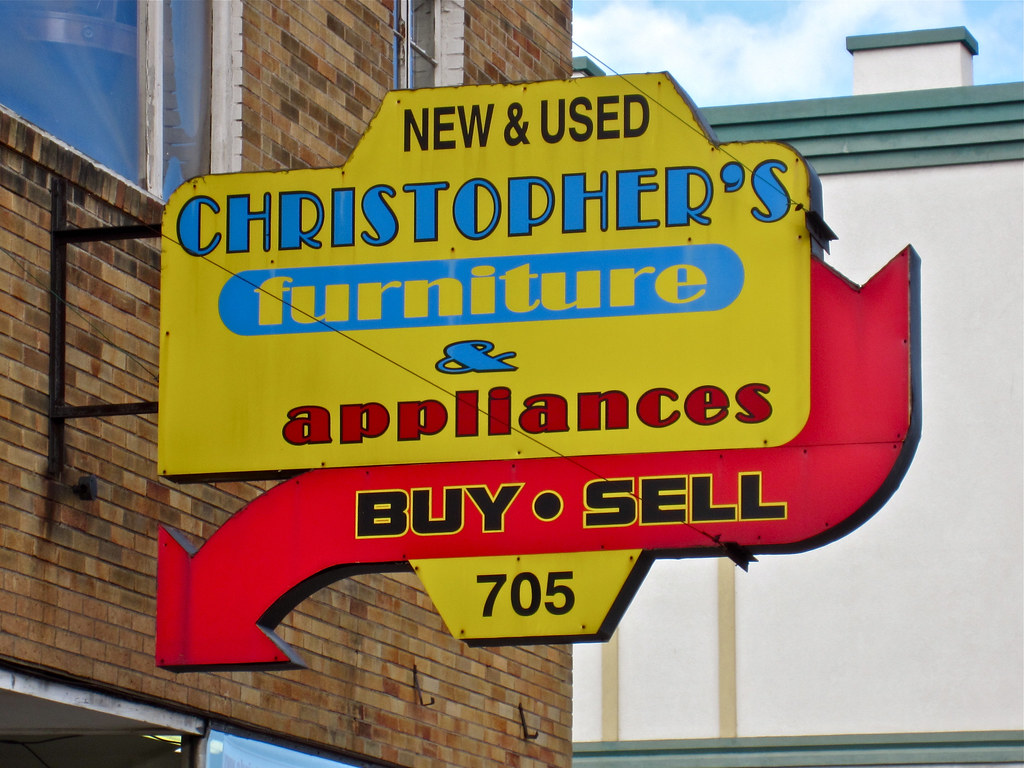 NEW & USED
CHRISTOPHER'S
furniture
&
appliances
BUY • SELL
705